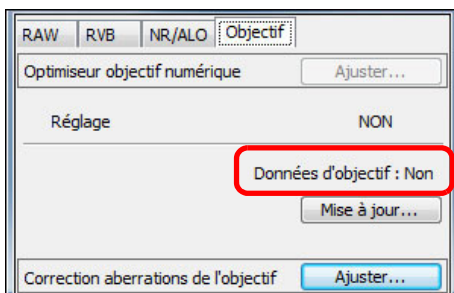 RAW RVB NR/ALO Objectif
Optimiseur objectif numérique Ajuster...
Réglage NON
Données d'objectif : Non
Mise à jour...
Correction aberrations de l'objectif Ajuster...